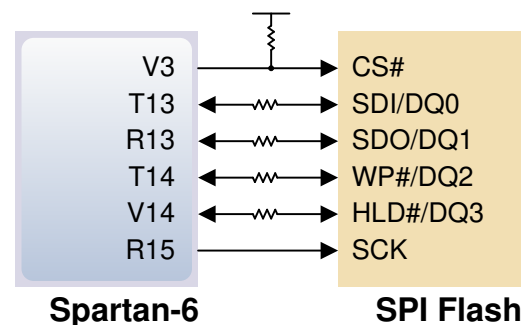 V3 CS#
T13 SDI/DQ0
R13 SDO/DQ1
T14 WP#/DQ2
V14 HLD#/DQ3
R15 SCK
Spartan-6 SPI Flash